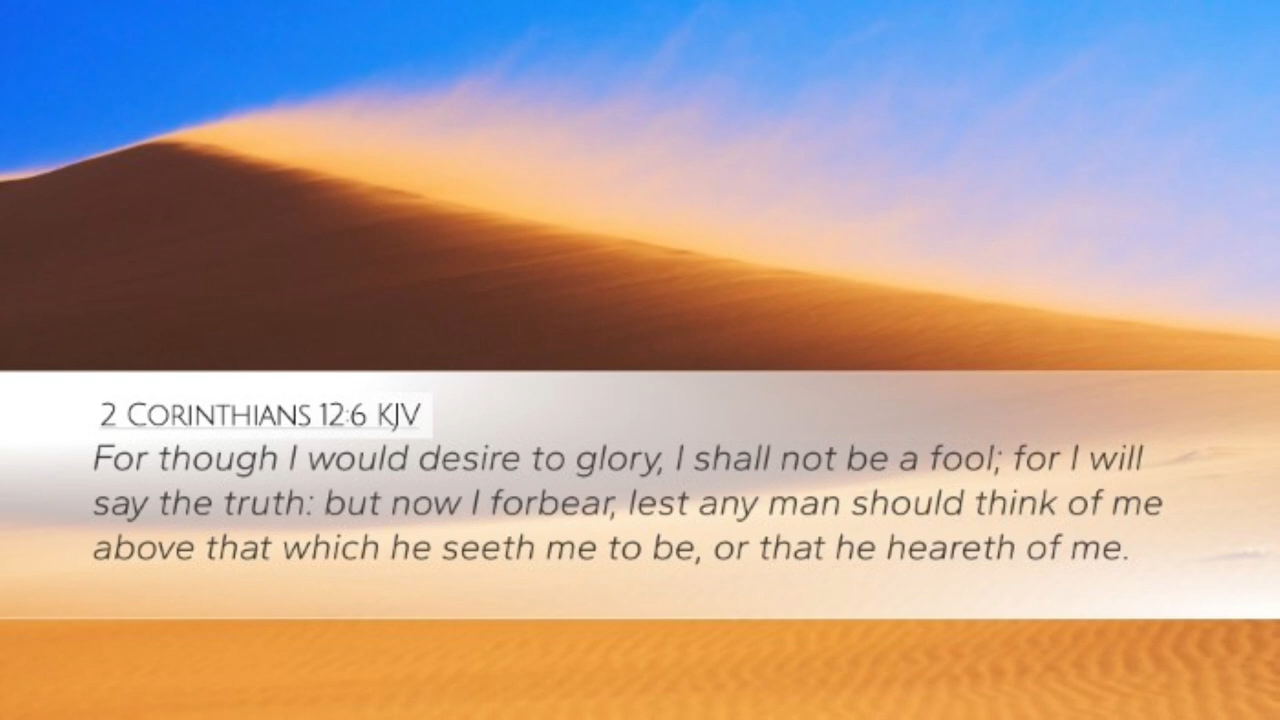 2 Corinthians 12:6 KJV
For though I would desire to glory, I shall not be a fool; for I will
say the truth: but now I forbear, lest any man should think of me
above that which he seeth me to be, or that he heareth of me.